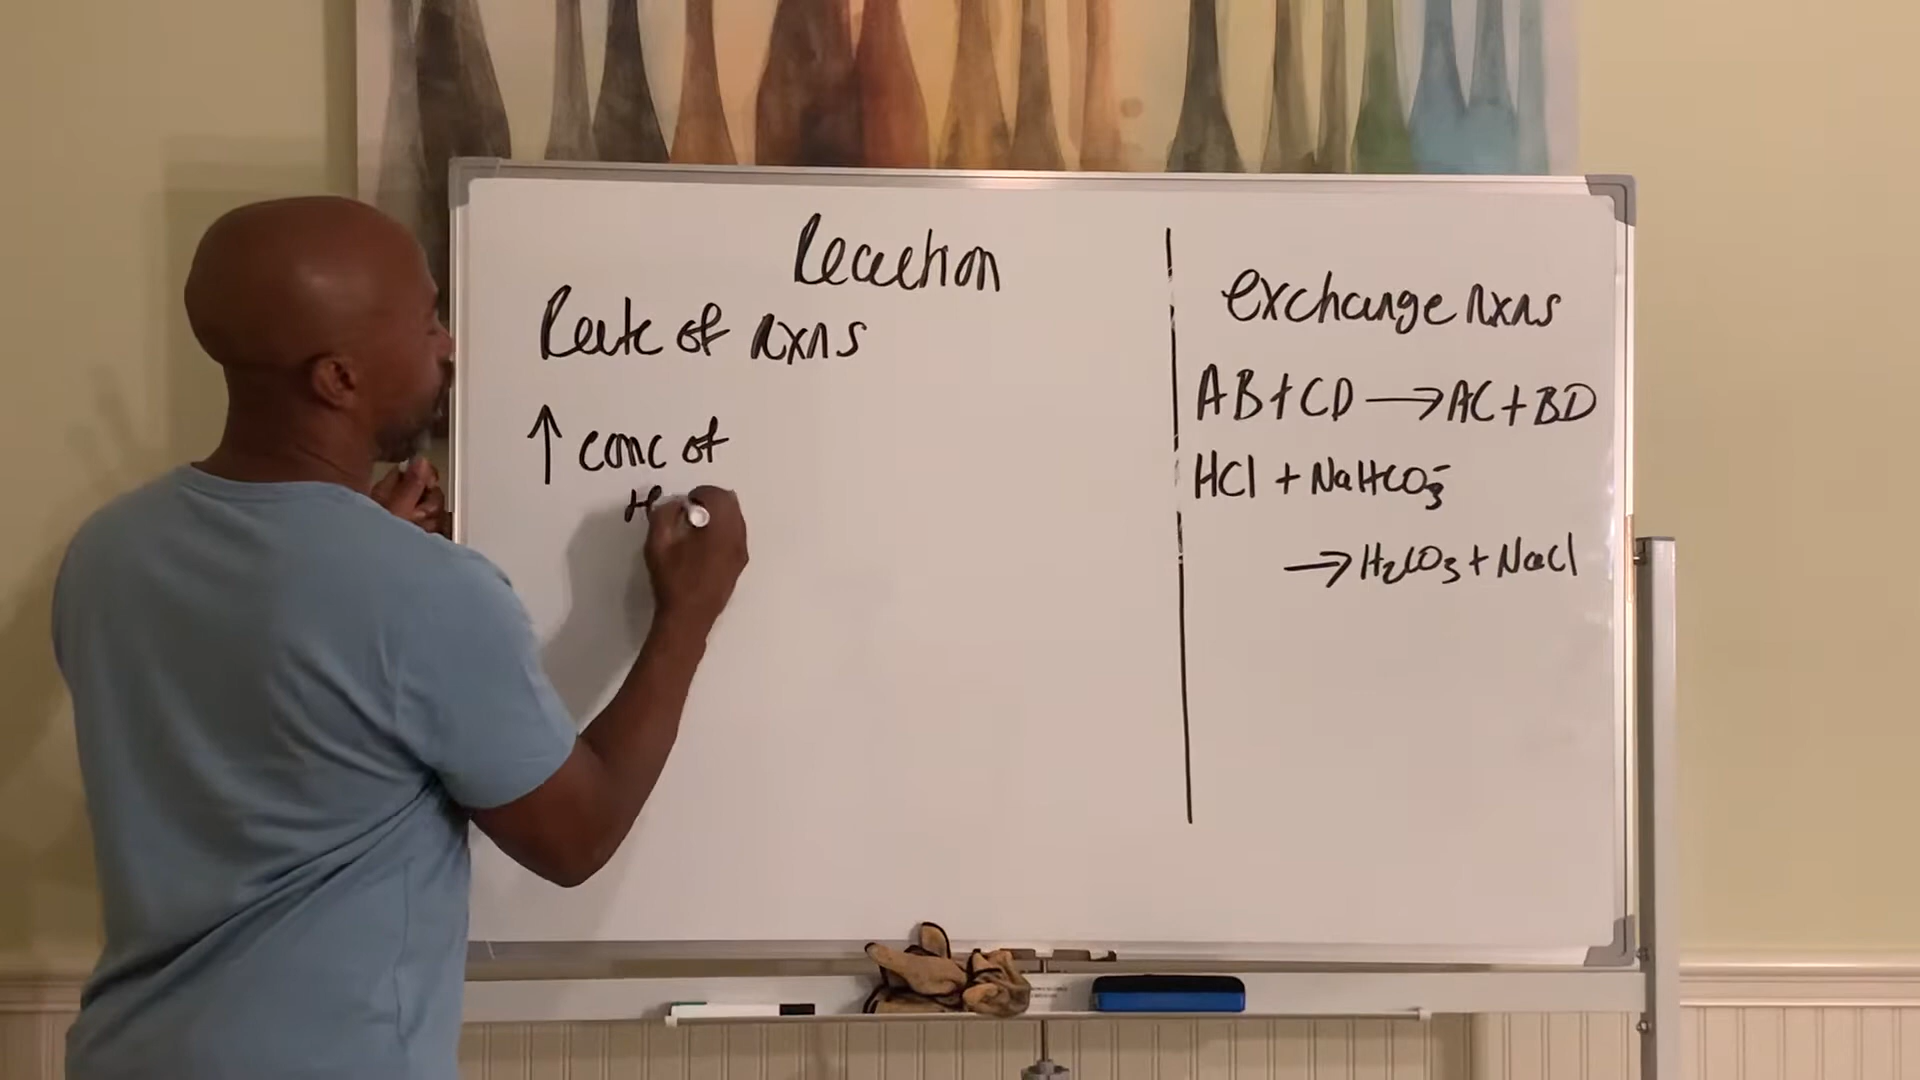 Reaction
Rate of rxns
↑ conc of
exchange rxns
AB + CD → AC + BD
HCl + NaHCO₃⁻
→ H₂CO₃ + NaCl